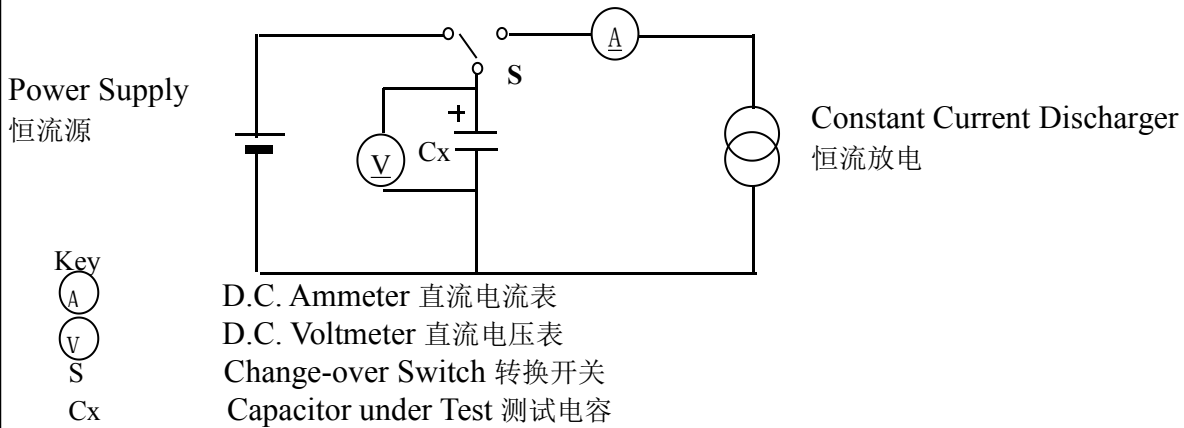 A
S
Power Supply
恒流源
+
V
Cx
Constant Current Discharger
恒流放电
Key
A D.C. Ammeter 直流电流表
V D.C. Voltmeter 直流电压表
S Change-over Switch 转换开关
Cx Capacitor under Test 测试电容